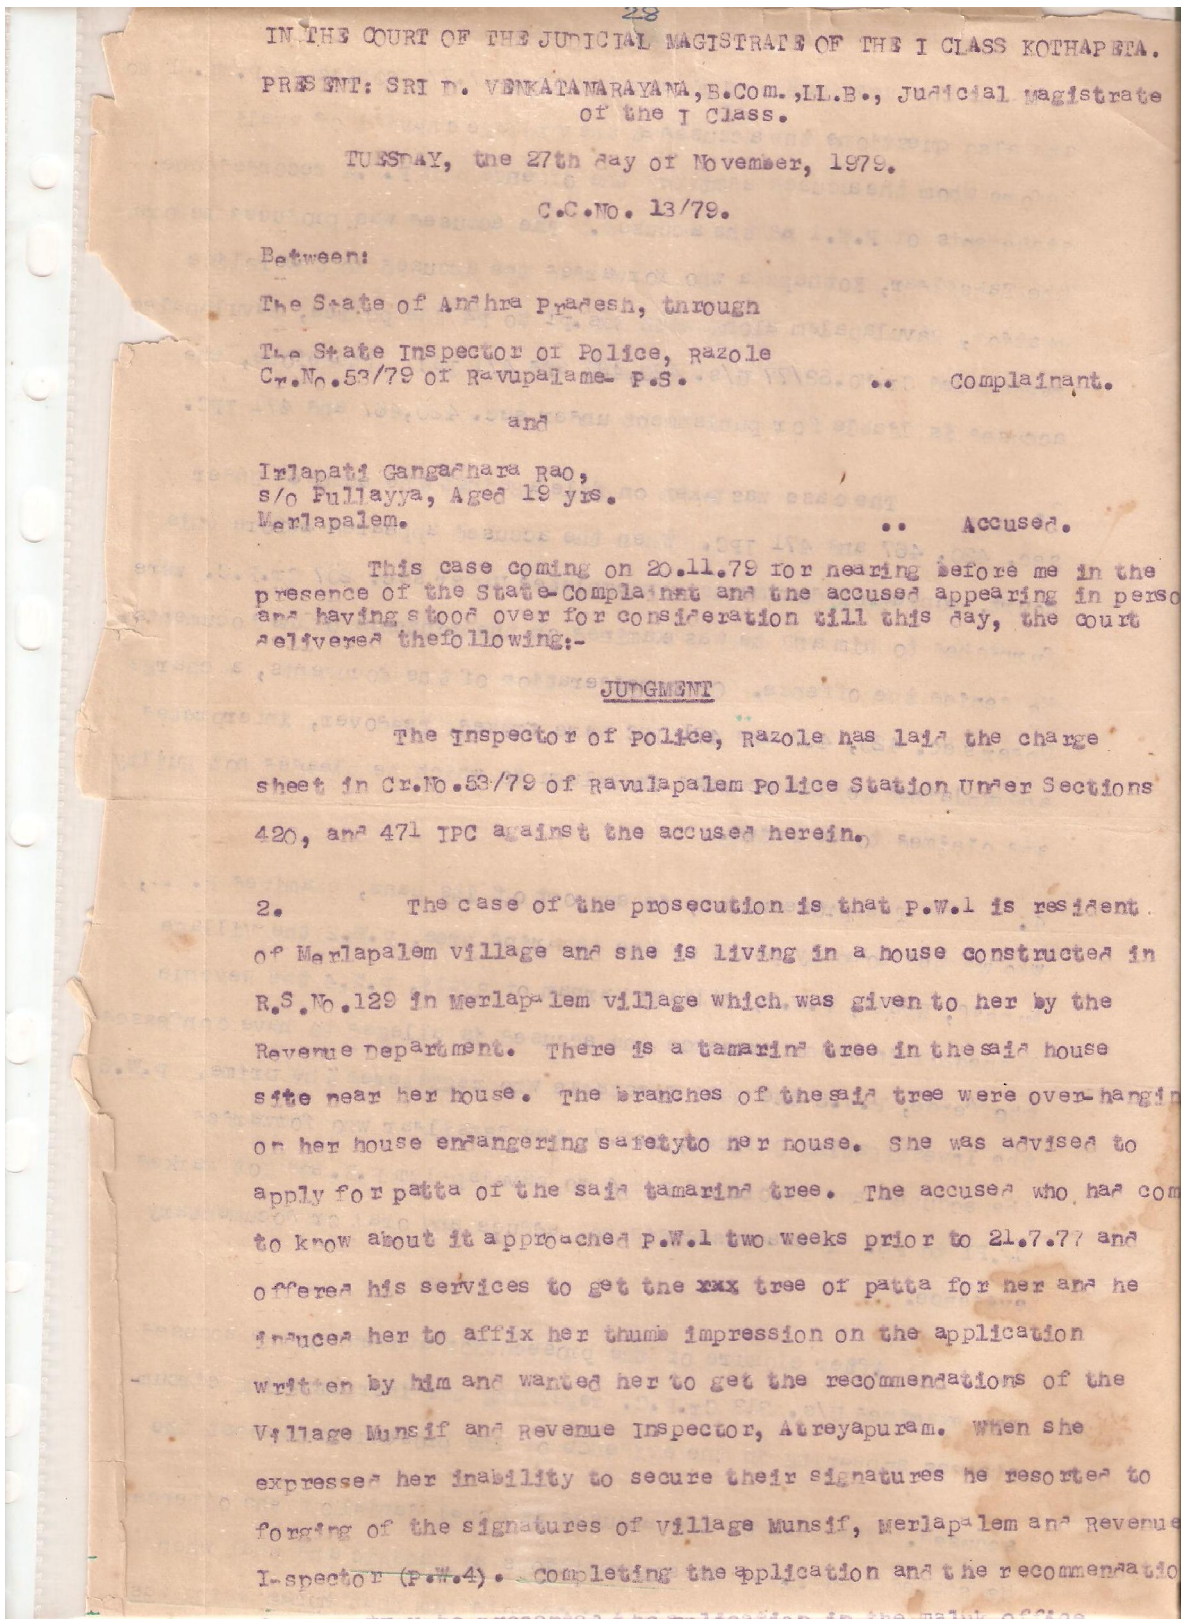 28
IN THE COURT OF THE JUDICIAL MAGISTRATE OF THE I CLASS KOTHAPETA.
PRESENT: SRI D. VENKATANARAYANA,B.Com.,LL.B., Judicial Magistrate
of the I Class.
TUESDAY, the 27th day of November, 1979.
C.C.No. 13/79.
Between:
The State of Andhra Pradesh, through
The State Inspector of Police, Razole
Cr.No.53/79 of Ravupalame- P.S. .. Complainant.
and
Irlapati Gangadhara Rao,
s/o Pullayya, Aged 19 yrs.
Merlapalem. .. Accused.
This case coming on 20.11.79 for hearing before me in the
presence of the State-Complainnt and the accused appearing in perso
and having stood over for consideration till this day, the court
delivered thefollowing:-
JUDGMENT
The Inspector of Police, Razole has laid the charge
sheet in Cr.No.53/79 of Ravulapalem Police Station Under Sections
420, and 471 IPC against the accused herein.
2. The case of the prosecution is that P.W.1 is resident
of Merlapalem village and she is living in a house constructed in
R.S.No.129 in Merlapalem village which was given to her by the
Revenue Department. There is a tamarind tree in thesaid house
site near her house. The branches of thesaid tree were over-hangin
on her house endangering safetyto her house. She was advised to
apply for patta of the said tamarind tree. The accused who had com
to know about it approached P.W.1 two weeks prior to 21.7.77 and
offered his services to get the xxx tree of patta for her and he
induced her to affix her thumb impression on the application
written by him and wanted her to get the recommendations of the
Village Munsif and Revenue Inspector, Atreyapuram. When she
expressed her inability to secure their signatures he resorted to
forging of the signatures of Village Munsif, Merlapalem and Revenue
I-spector (P.W.4). Completing the application and the recommendatio